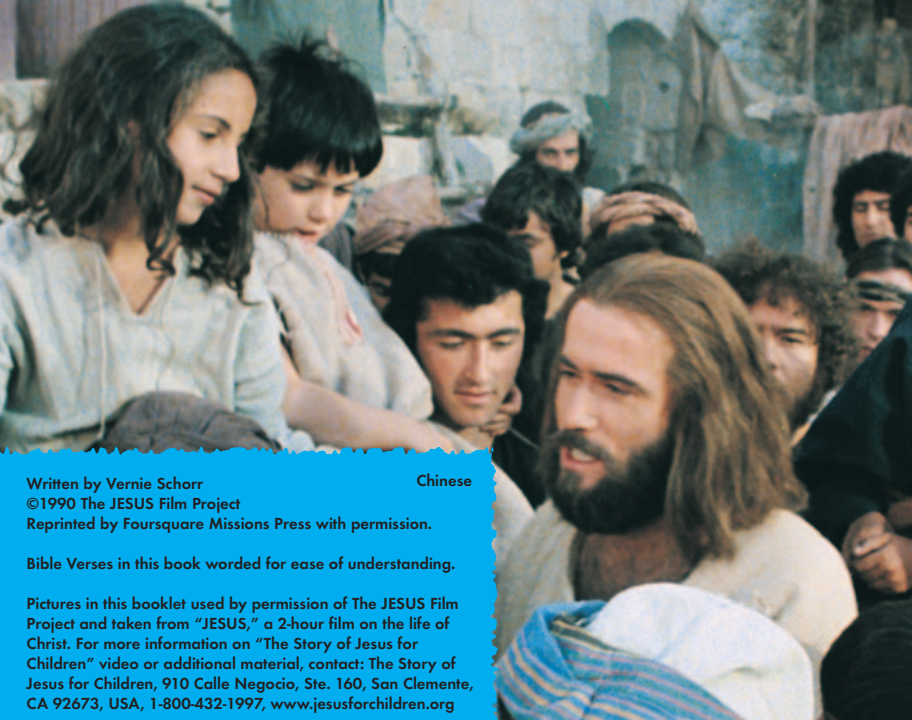 Written by Vernie Schorr
Chinese
©1990 The JESUS Film Project
Reprinted by Foursquare Missions Press with permission.
Bible Verses in this book worded for ease of understanding.
Pictures in this booklet used by permission of The JESUS Film
Project and taken from “JESUS,” a 2-hour film on the life of
Christ. For more information on “The Story of Jesus for
Children” video or additional material, contact: The Story of
Jesus for Children, 910 Calle Negocio, Ste. 160, San Clemente,
CA 92673, USA, 1-800-432-1997, www.jesusforchildren.org